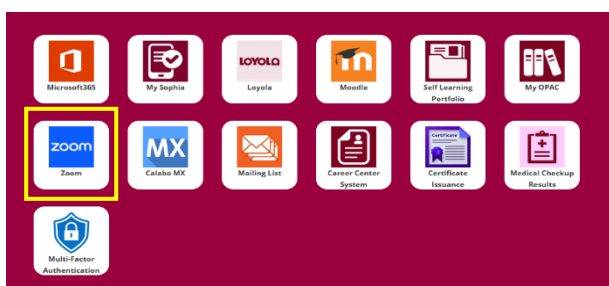 LOYOLA
Microsoft365
My Sophia
Loyola
Moodle
Self Learning
Portfolio
My OPAC
zoom
MX
Certificate
Zoom
Calabo MX
Mailing List
Career Center
System
Certificate
Issuance
Medical Checkup
Results
Multi-Factor
Authentication